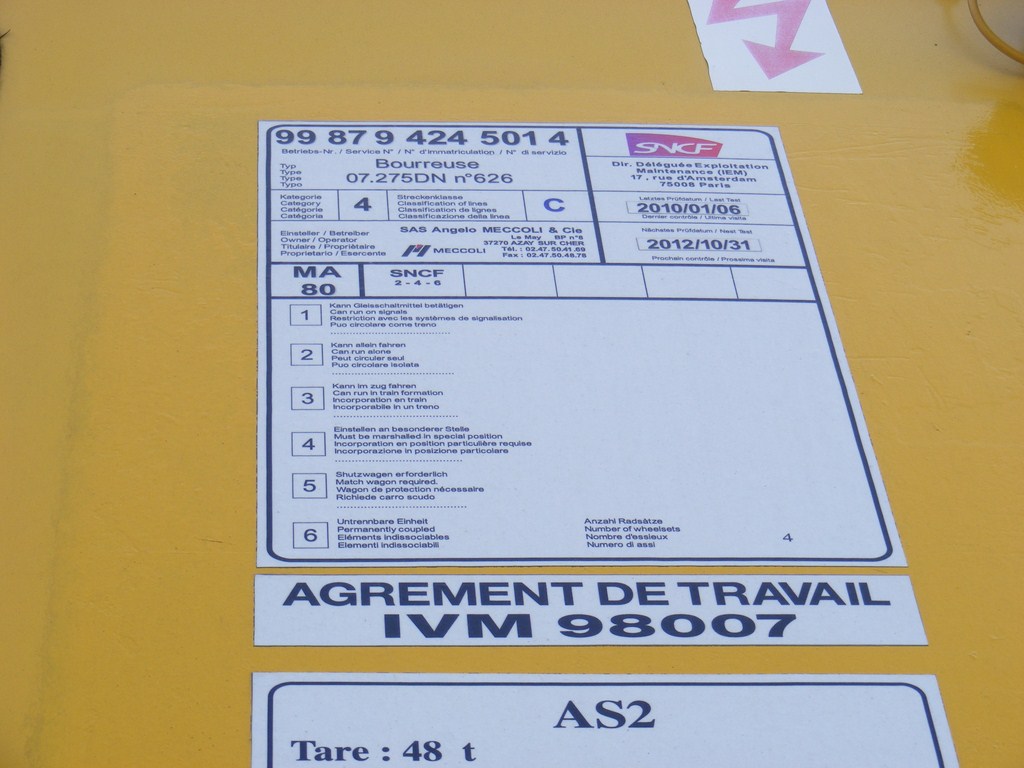 99 87 9 424 501 4
Betriebs-Nr. / Service N° / N° d'immatriculation / N° di servizio
Typ
Type
Type
Typo
Bourreuse
07.275DN n°626
SNCF
Dir. Déléguée Exploitation
Maintenance (IEM)
17, rue d'Amsterdam
75008 Paris
Kategorie
Category
Catégorie
Catégoria
4
Streckenklasse
Classification of lines
Classification de lignes
Classificazione della linea
C
Letztes Prüfdatum / Last Test
2010/01/06
Dernier contrôle / Ultima visita
Einsteller / Betreiber
Owner / Operator
Titulaire / Propriétaire
Proprietario / Esercente
SAS Angelo MECCOLI & Cie
Le May BP n°8
37270 AZAY SUR CHER
Tél. : 02.47.50.41.69
Fax : 02.47.50.48.78
MECCOLI
Nächstes Prüfdatum / Next Test
2012/10/31
Prochain contrôle / Prossima visita
MA
80
SNCF
2 - 4 - 6
1
Kann Gleisschaltmittel betätigen
Can run on signals
Restriction avec les systèmes de signalisation
Puo circolare come treno
2
Kann allein fahren
Can run alone
Peut circuler seul
Puo circolare isolata
3
Kann im zug fahren
Can run in train formation
Incorporation en train
Incorporabile in un treno
4
Einstellen an besonderer Stelle
Must be marshalled in special position
Incorporation en position particulière requise
Incorporazione in posizione particolare
5
Shutzwagen erforderlich
Match wagon required.
Wagon de protection nécessaire
Richiede carro scudo
6
Untrennbare Einheit
Permanently coupled
Eléments indissociables
Elementi indissociabili
Anzahl Radsätze
Number of wheelsets
Nombre d'essieux
Numero di assi
4
AGREMENT DE TRAVAIL
IVM 98007
AS2
Tare : 48 t